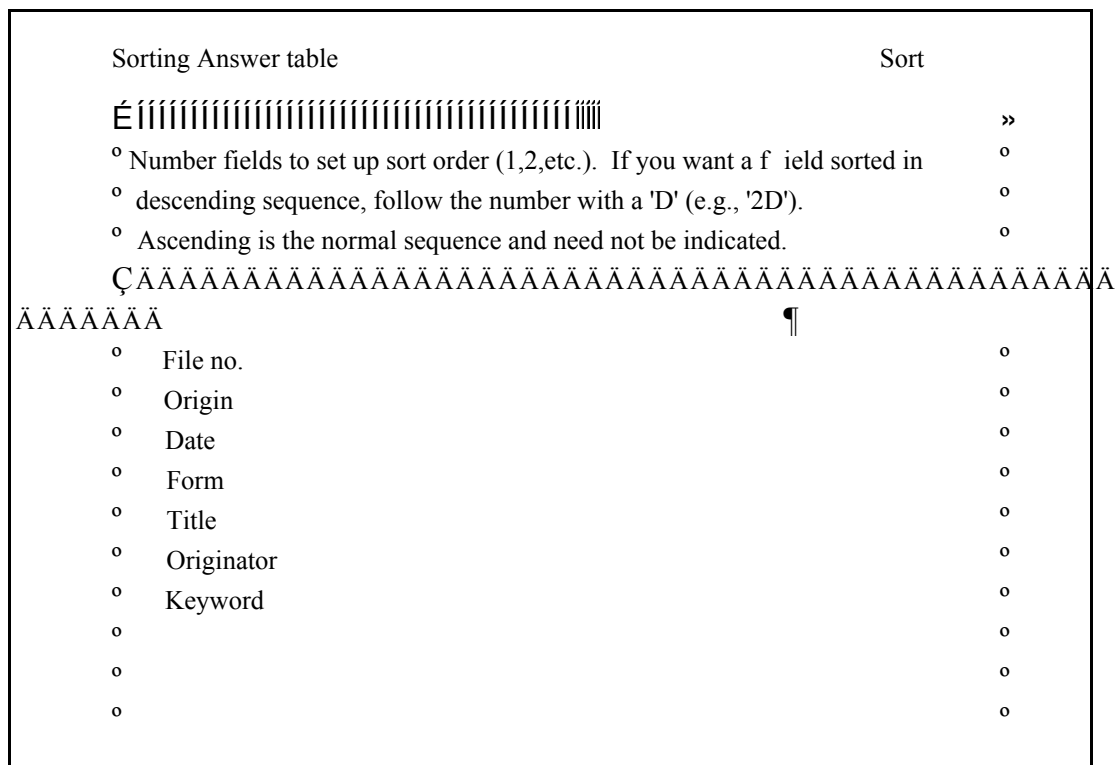 Sorting Answer table Sort
ÉÍÍÍÍÍÍÍÍÍÍÍÍÍÍÍÍÍÍÍÍÍÍÍÍÍÍÍÍÍÍÍÍÍÍÍÍÍÍÍÍÍÍÍÍÍÍ »
º Number fields to set up sort order (1,2,etc.). If you want a f ield sorted in º
º descending sequence, follow the number with a 'D' (e.g., '2D'). º
º Ascending is the normal sequence and need not be indicated. º
ÇÄÄÄÄÄÄÄÄÄÄÄÄÄÄÄÄÄÄÄÄÄÄÄÄÄÄÄÄÄÄÄÄÄÄÄÄÄÄÄÄÄÄÄÄÄÄ
ÄÄÄÄÄÄÄ ¶
º File no. º
º Origin º
º Date º
º Form º
º Title º
º Originator º
º Keyword º
º º
º º
º º